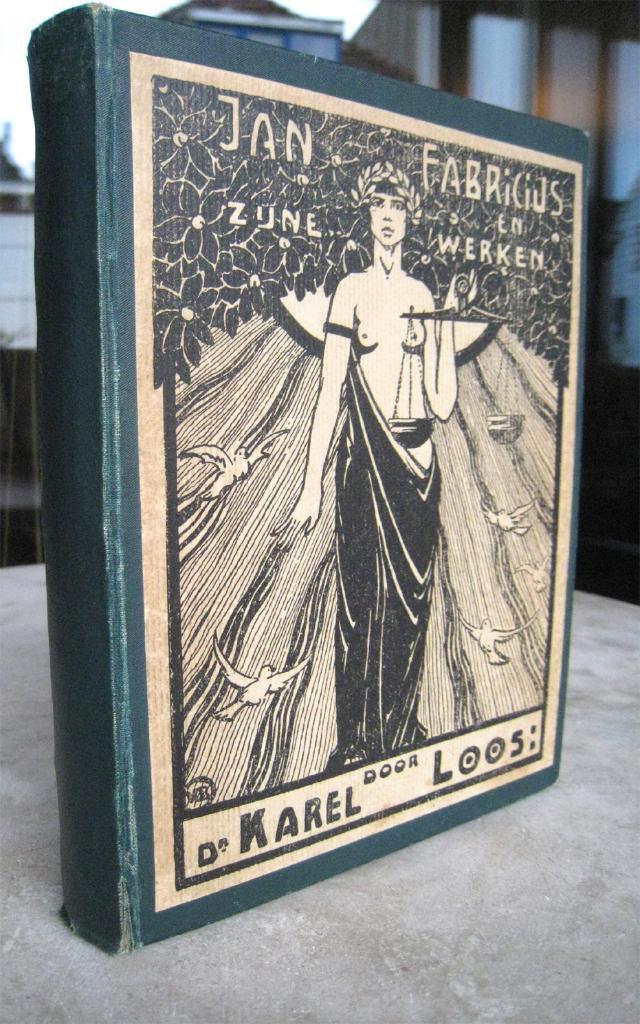 JAN FABRICIUS
ZIJNE.. EN
WERKEN
DOOR
Dr KAREL LOOS: